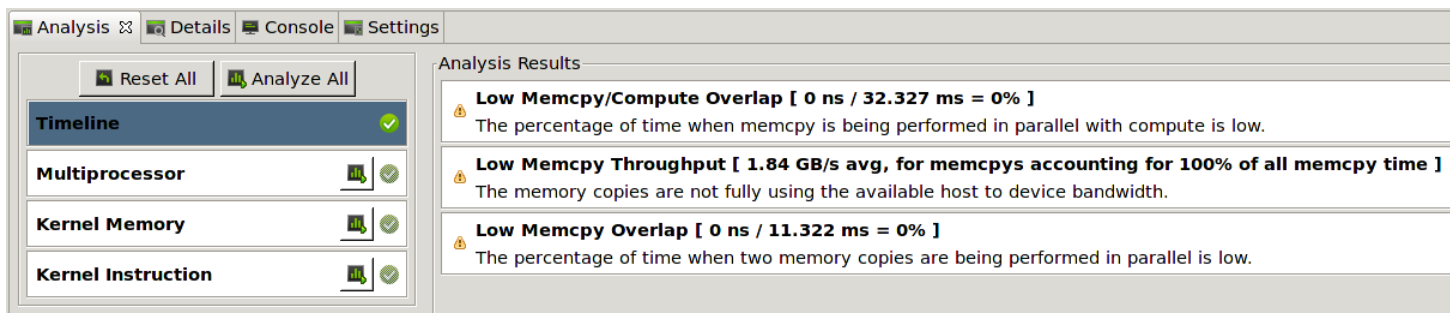 Analysis Details Console Settings
Reset All Analyze All
Timeline
Multiprocessor
Kernel Memory
Kernel Instruction
Analysis Results
Low Memcpy/Compute Overlap [ 0 ns / 32.327 ms = 0% ]
The percentage of time when memcpy is being performed in parallel with compute is low.
Low Memcpy Throughput [ 1.84 GB/s avg, for memcpys accounting for 100% of all memcpy time ]
The memory copies are not fully using the available host to device bandwidth.
Low Memcpy Overlap [ 0 ns / 11.322 ms = 0% ]
The percentage of time when two memory copies are being performed in parallel is low.